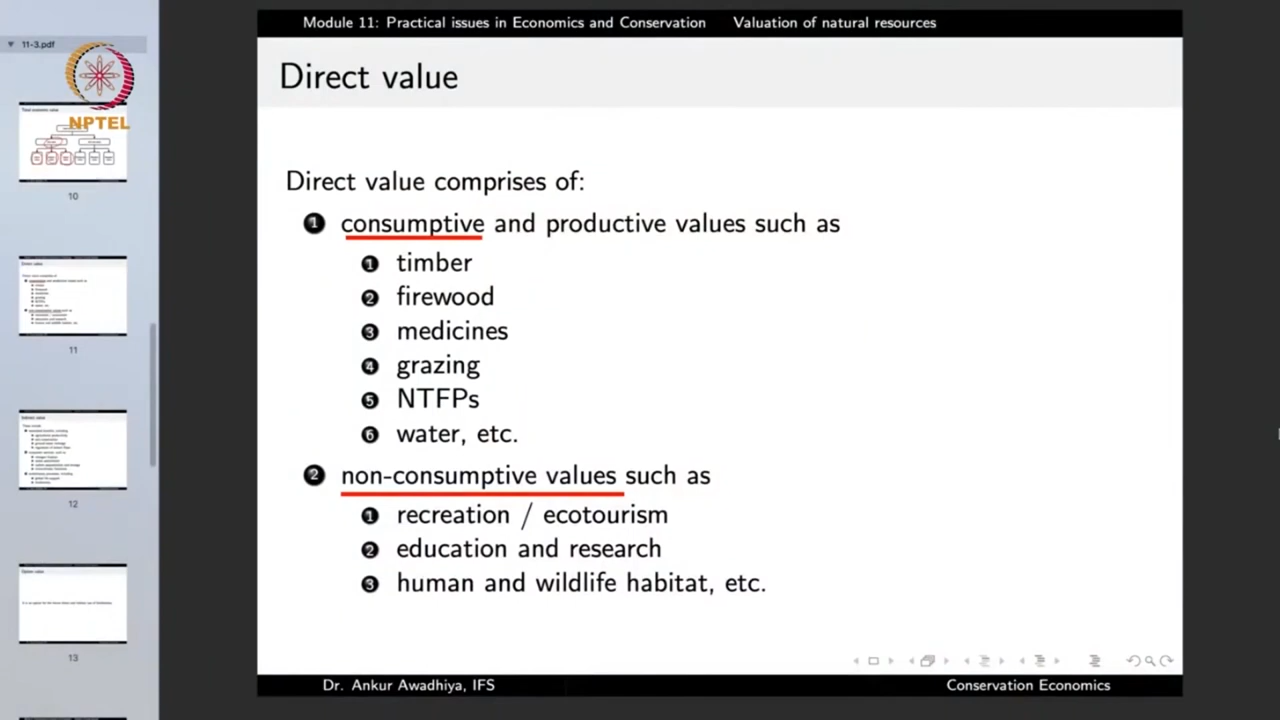 Module 11: Practical issues in Economics and Conservation Valuation of natural resources
11-3.pdf
NPTEL
Direct value
Direct value comprises of:
1 consumptive and productive values such as
1 timber
2 firewood
3 medicines
4 grazing
5 NTFPs
6 water, etc.
2 non-consumptive values such as
1 recreation / ecotourism
2 education and research
3 human and wildlife habitat, etc.
Dr. Ankur Awadhiya, IFS Conservation Economics
10
11
12
13